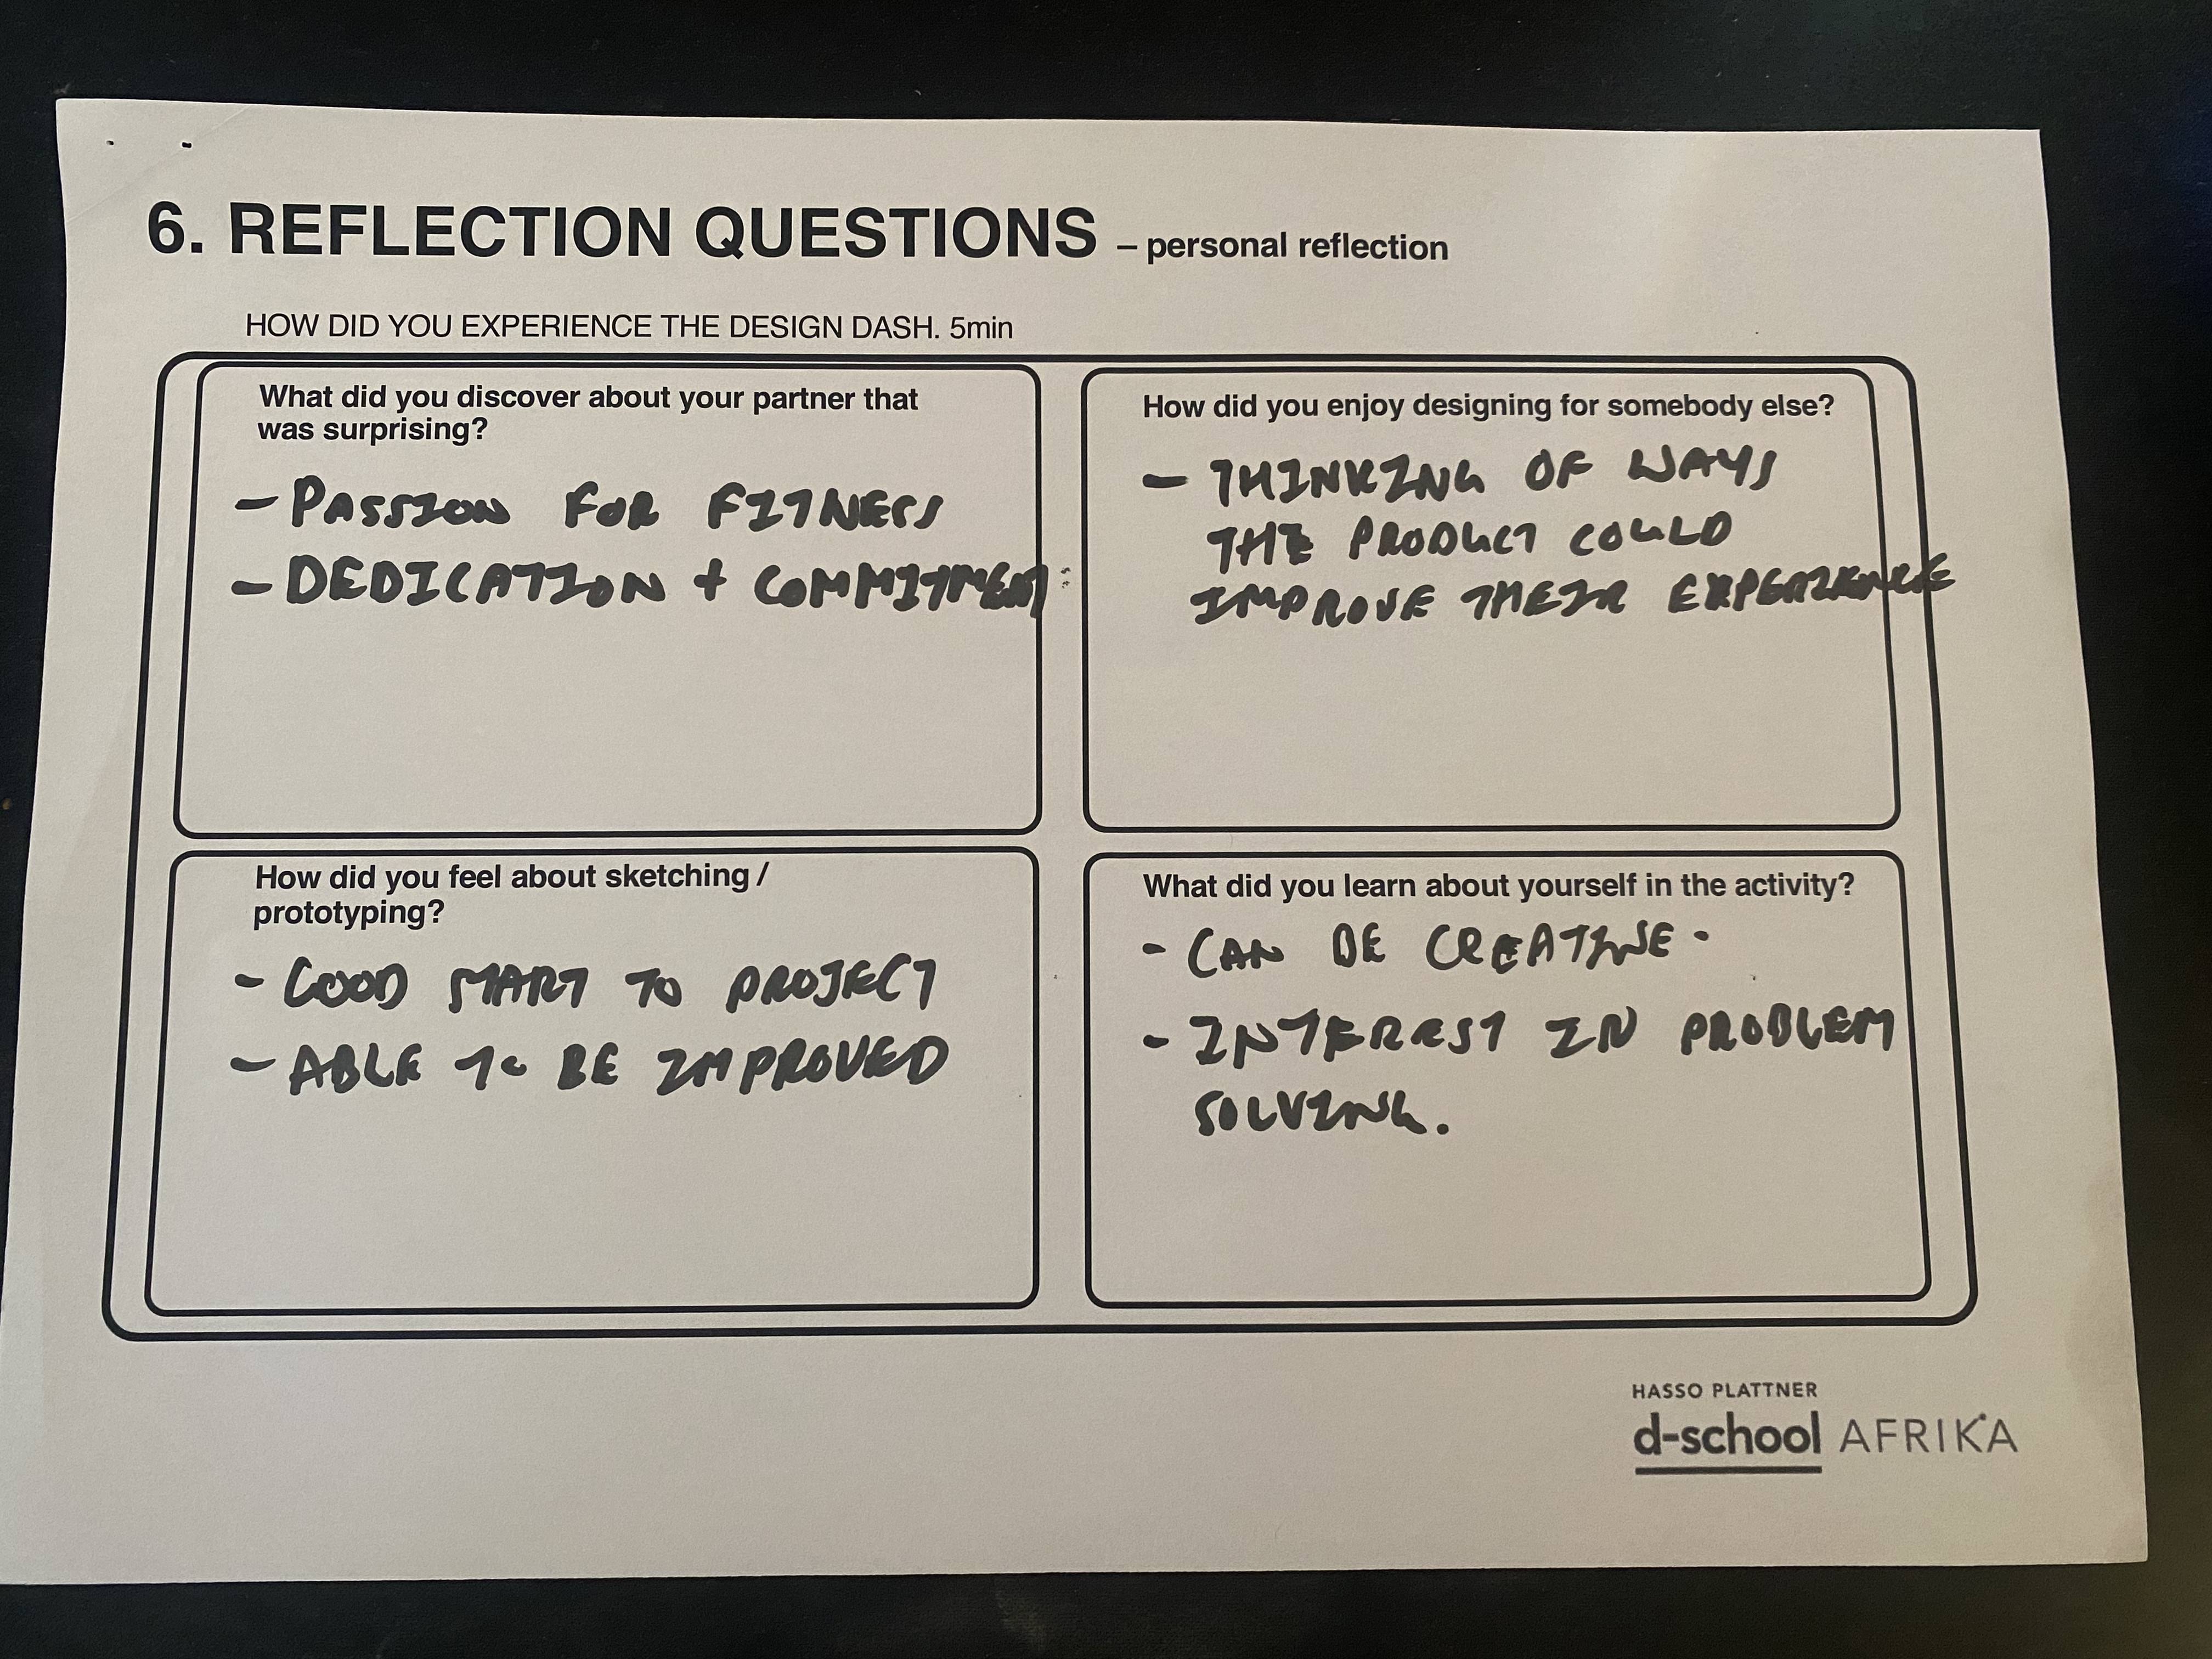 6. REFLECTION QUESTIONS – personal reflection
HOW DID YOU EXPERIENCE THE DESIGN DASH. 5min
What did you discover about your partner that
was surprising?
- PASSION FOR FITNESS
- DEDICATION + COMMITMENT
How did you enjoy designing for somebody else?
- THINKING OF WAYS
THE PRODUCT COULD
IMPROVE THEIR EXPERIENCE
How did you feel about sketching /
prototyping?
- GOOD START TO PROJECT
- ABLE TO BE IMPROVED
What did you learn about yourself in the activity?
- CAN BE CREATIVE.
- INTEREST IN PROBLEM
SOLVING.
HASSO PLATTNER
d-school AFRIKA